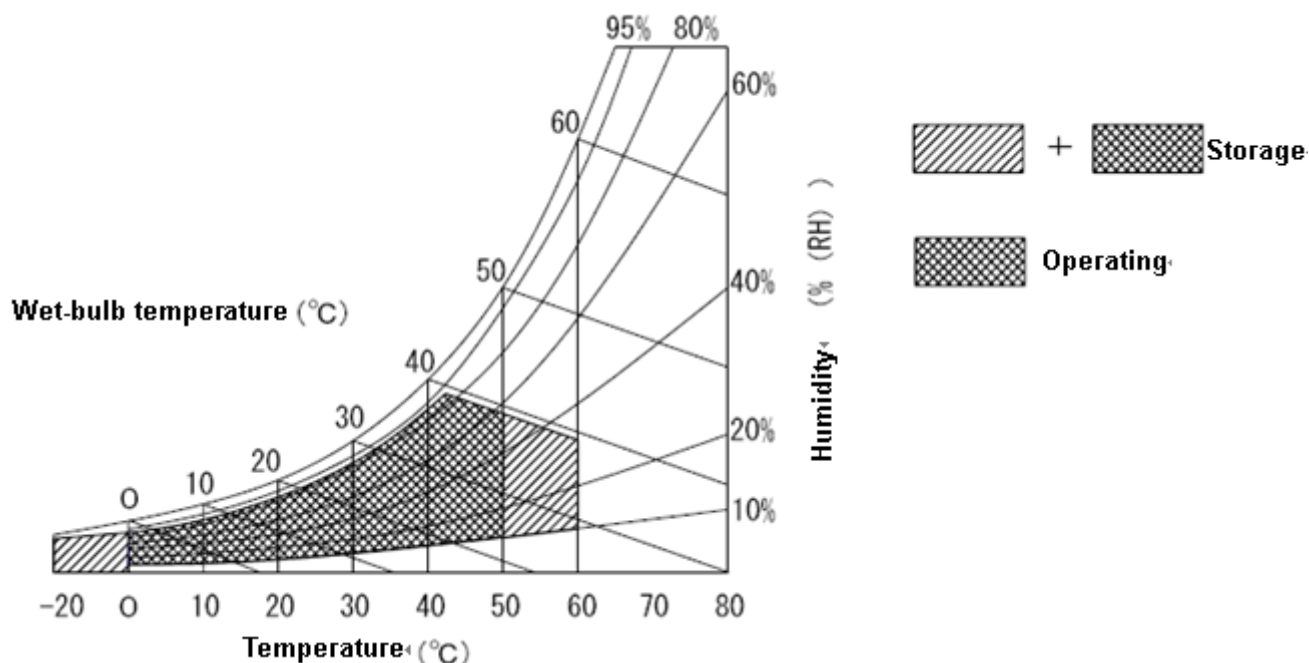 95% 80%
60%
60
+ Storage
50
Operating
Wet-bulb temperature (℃)
40%
Humidity (% (RH) )
40
30
20%
20
10
10%
O
-20 O 10 20 30 40 50 60 70 80
Temperature (℃)